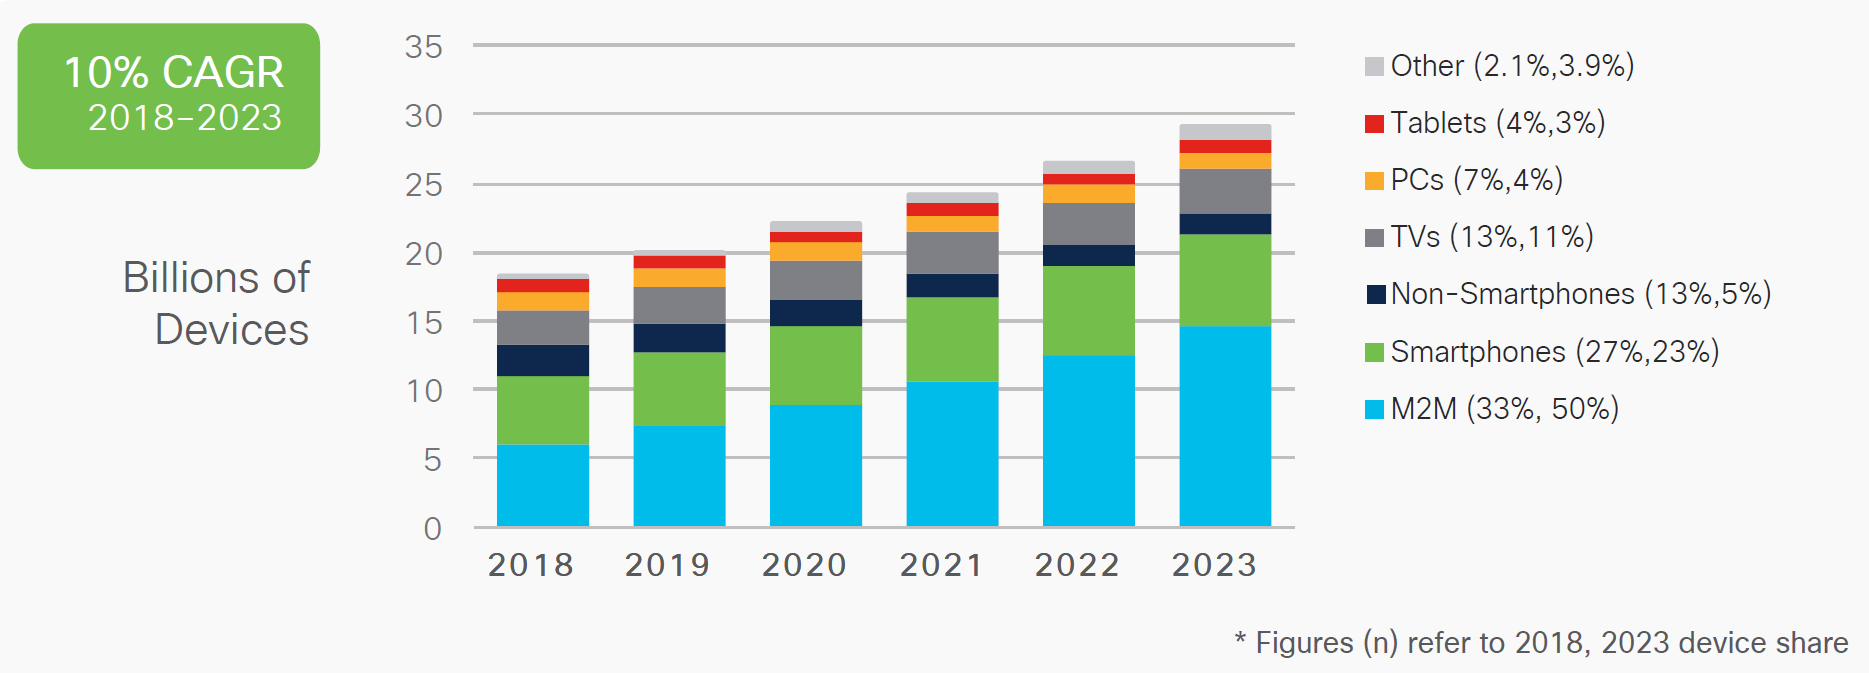 10% CAGR
2018–2023
Billions of
Devices
35
30
25
20
15
10
5
0
2018 2019 2020 2021 2022 2023
Other (2.1%,3.9%)
Tablets (4%,3%)
PCs (7%,4%)
TVs (13%,11%)
Non-Smartphones (13%,5%)
Smartphones (27%,23%)
M2M (33%, 50%)
* Figures (n) refer to 2018, 2023 device share